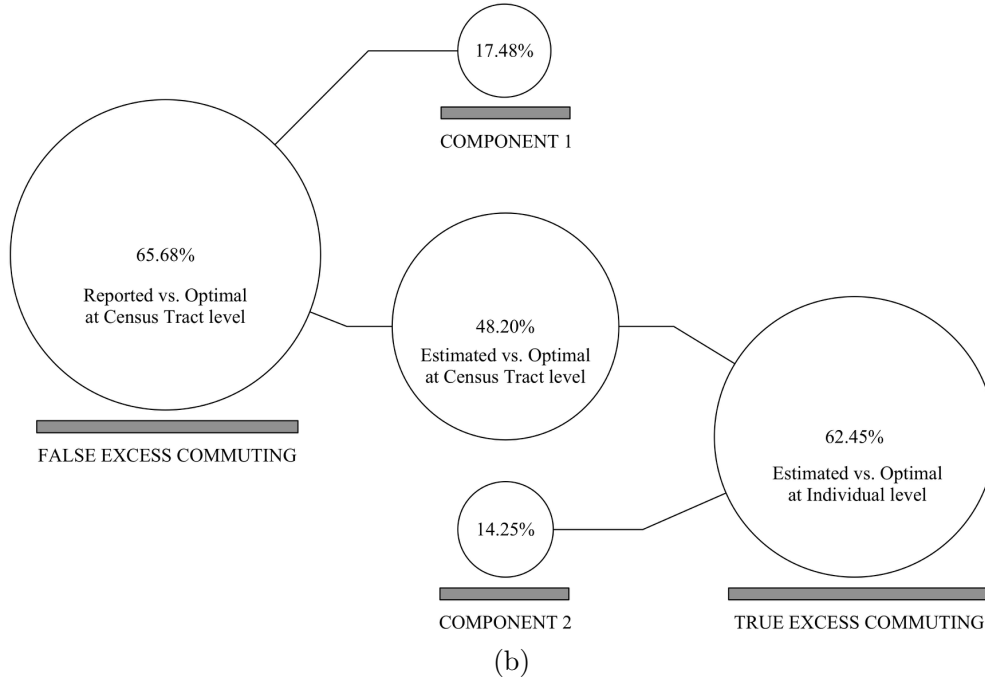 17.48%
COMPONENT 1
65.68%
Reported vs. Optimal
at Census Tract level
FALSE EXCESS COMMUTING
48.20%
Estimated vs. Optimal
at Census Tract level
62.45%
Estimated vs. Optimal
at Individual level
TRUE EXCESS COMMUTING
14.25%
COMPONENT 2
(b)